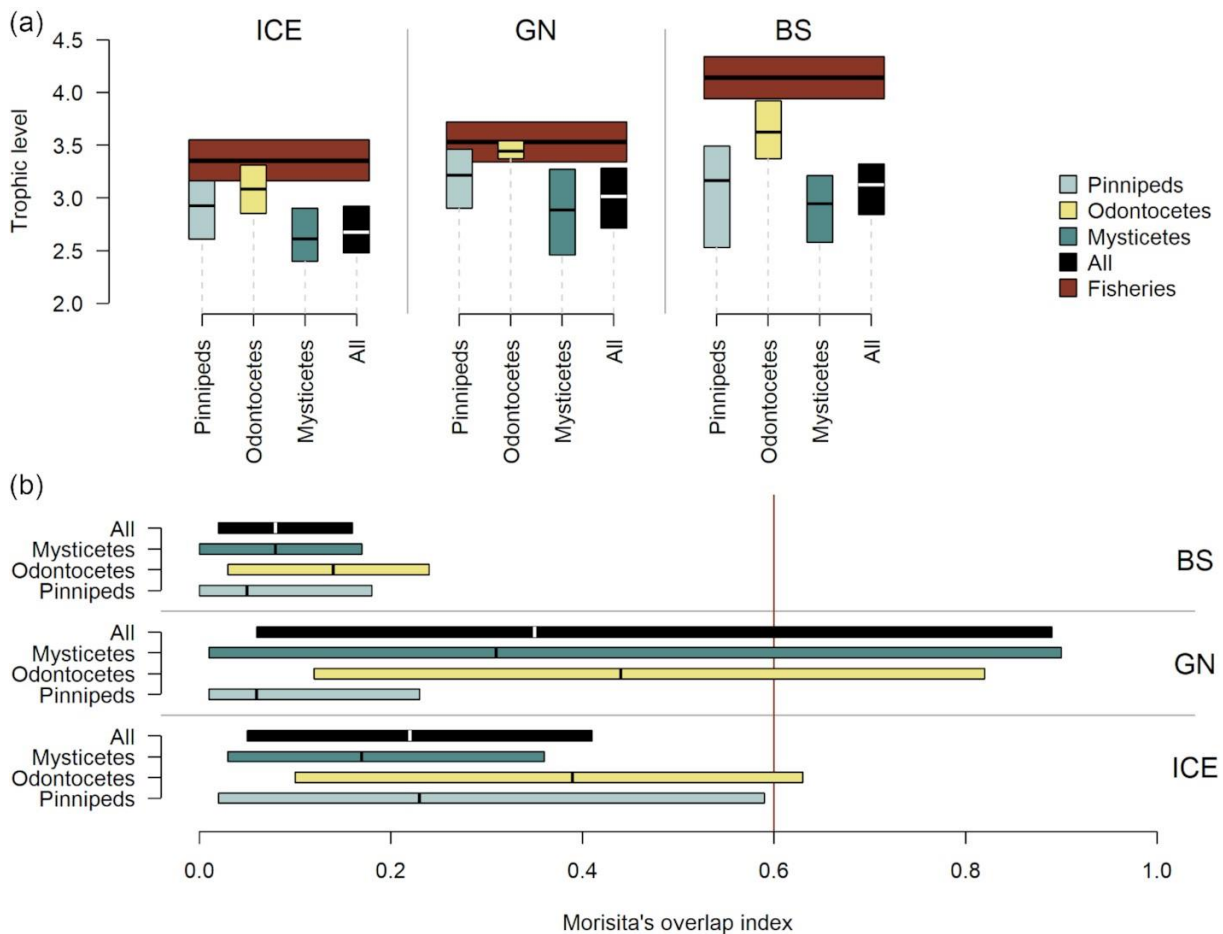 (a)
ICE GN BS
4.5
4.0
3.5
3.0
2.5
2.0
Trophic level
Pinnipeds
Odontocetes
Mysticetes
All
Fisheries
Pinnipeds Odontocetes Mysticetes All Pinnipeds Odontocetes Mysticetes All Pinnipeds Odontocetes Mysticetes All
(b)
All
Mysticetes
Odontocetes
Pinnipeds
BS
All
Mysticetes
Odontocetes
Pinnipeds
GN
All
Mysticetes
Odontocetes
Pinnipeds
ICE
0.0 0.2 0.4 0.6 0.8 1.0
Morisita's overlap index